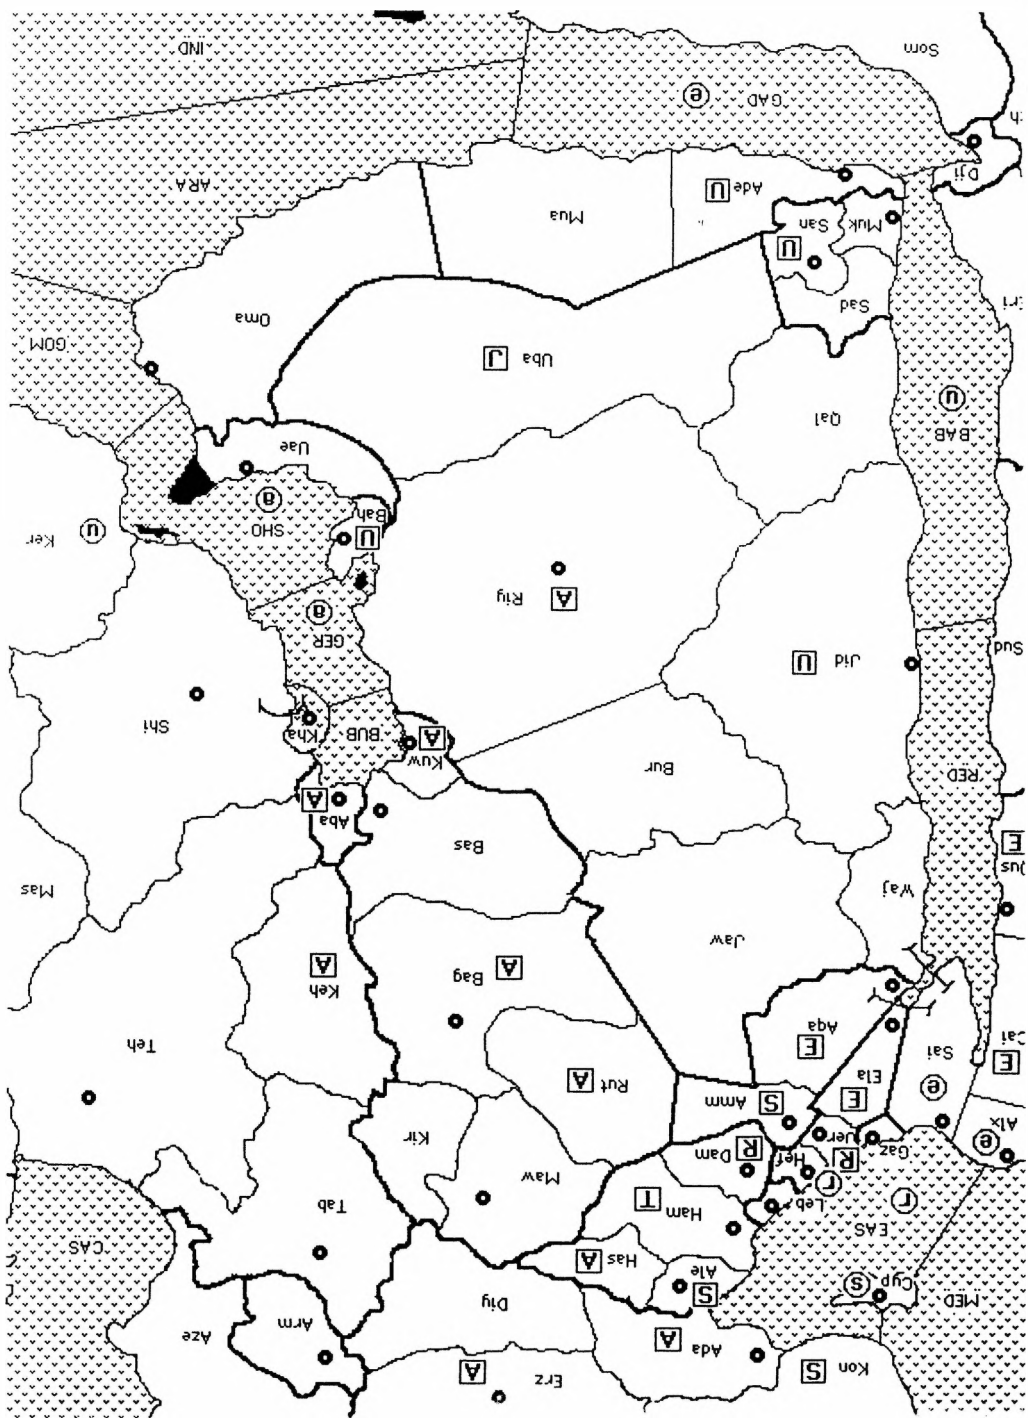 Kon S
Ada A
Erz A
Arm
Aze
MED
Cyp s
Ale S
Has A
Diy
EAS r
Leb
Ham T
Maw
Tab
CAS
Alx e
Gaz
Jer R
Hef r
Dam R
Kir
Cai E
Sai e
Ela E
Amm S
Rut A
Teh
Aqa E
Jaw
Bag A
Keh A
E
Waj
Bas
Mas
Aba A
RED
Bur
Kuw A
BUB
Kha
Shi
Sud
Jid U
Riy A
GER a
BAB u
Qal
Bah U
SHO a
Ker u
Uae
Uba J
Oma
GOM
Sad
Muk
San U
Mua
ARA
Dji
Ade U
GAD e
Som
IND